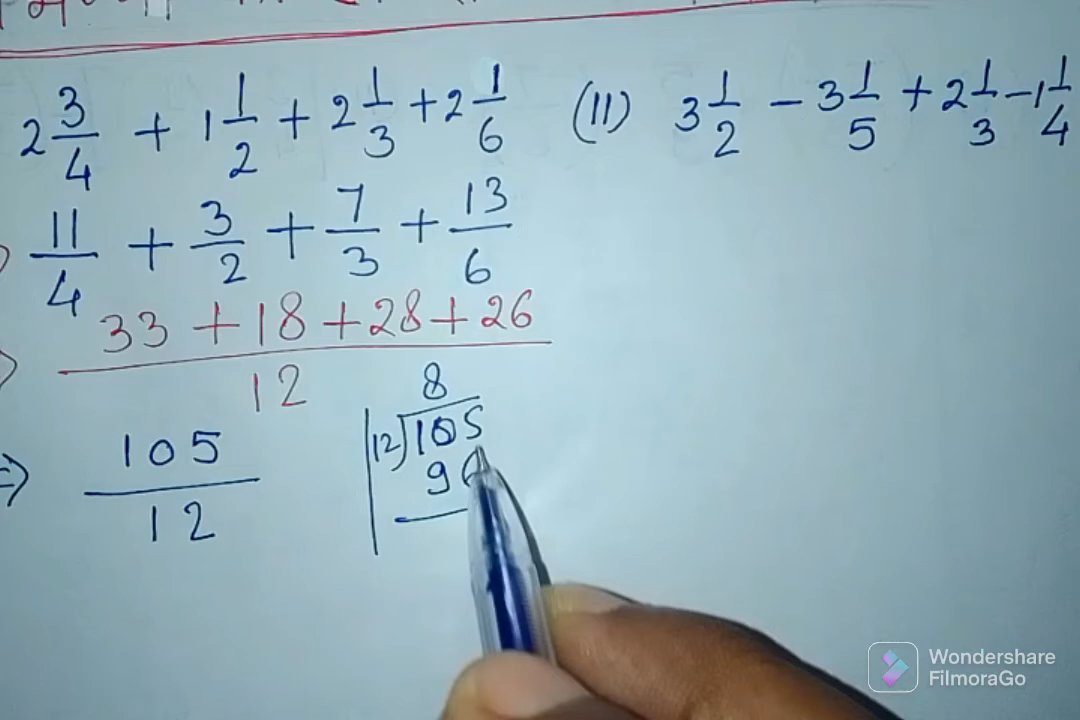 2 3/4 + 1 1/2 + 2 1/3 + 2 1/6
(II) 3 1/2 - 3 1/5 + 2 1/3 - 1 1/4
11/4 + 3/2 + 7/3 + 13/6
33 + 18 + 28 + 26
12
⇒ 105/12
8
12)105
9
Wondershare
FilmoraGo